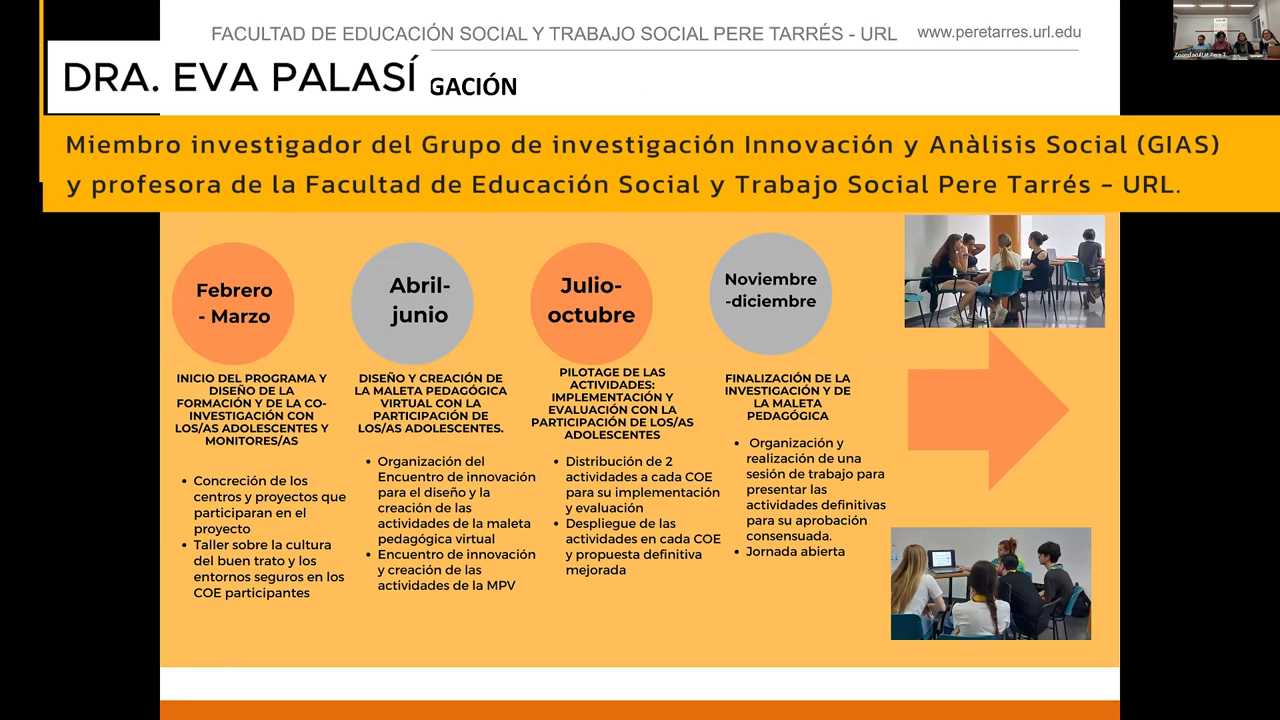 FACULTAD DE EDUCACIÓN SOCIAL Y TRABAJO SOCIAL PERE TARRÉS - URL
www.peretarres.url.edu
DRA. EVA PALASÍ
GACIÓN
Miembro investigador del Grupo de investigación Innovación y Anàlisis Social (GIAS)
y profesora de la Facultad de Educación Social y Trabajo Social Pere Tarrés - URL.
Febrero
- Marzo
INICIO DEL PROGRAMA Y
DISEÑO DE LA
FORMACIÓN Y DE LA CO-
INVESTIGACIÓN CON
LOS/AS ADOLESCENTES Y
MONITORES/AS
• Concreción de los
centros y proyectos que
participaran en el
proyecto
• Taller sobre la cultura
del buen trato y los
entornos seguros en los
COE participantes
Abril-
junio
DISEÑO Y CREACIÓN DE
LA MALETA PEDAGÓGICA
VIRTUAL CON LA
PARTICIPACIÓN DE
LOS/AS ADOLESCENTES.
• Organización del
Encuentro de innovación
para el diseño y la
creación de las
actividades de la maleta
pedagógica virtual
• Encuentro de innovación
y creación de las
actividades de la MPV
Julio-
octubre
PILOTAGE DE LAS
ACTIVIDADES:
IMPLEMENTACIÓN Y
EVALUACIÓN CON LA
PARTICIPACIÓN DE LOS/AS
ADOLESCENTES
• Distribución de 2
actividades a cada COE
para su implementación
y evaluación
• Despliegue de las
actividades en cada COE
y propuesta definitiva
mejorada
Noviembre
-diciembre
FINALIZACIÓN DE LA
INVESTIGACIÓN Y DE
LA MALETA
PEDAGÓGICA
• Organización y
realización de una
sesión de trabajo para
presentar las
actividades definitivas
para su aprobación
consensuada.
• Jornada abierta